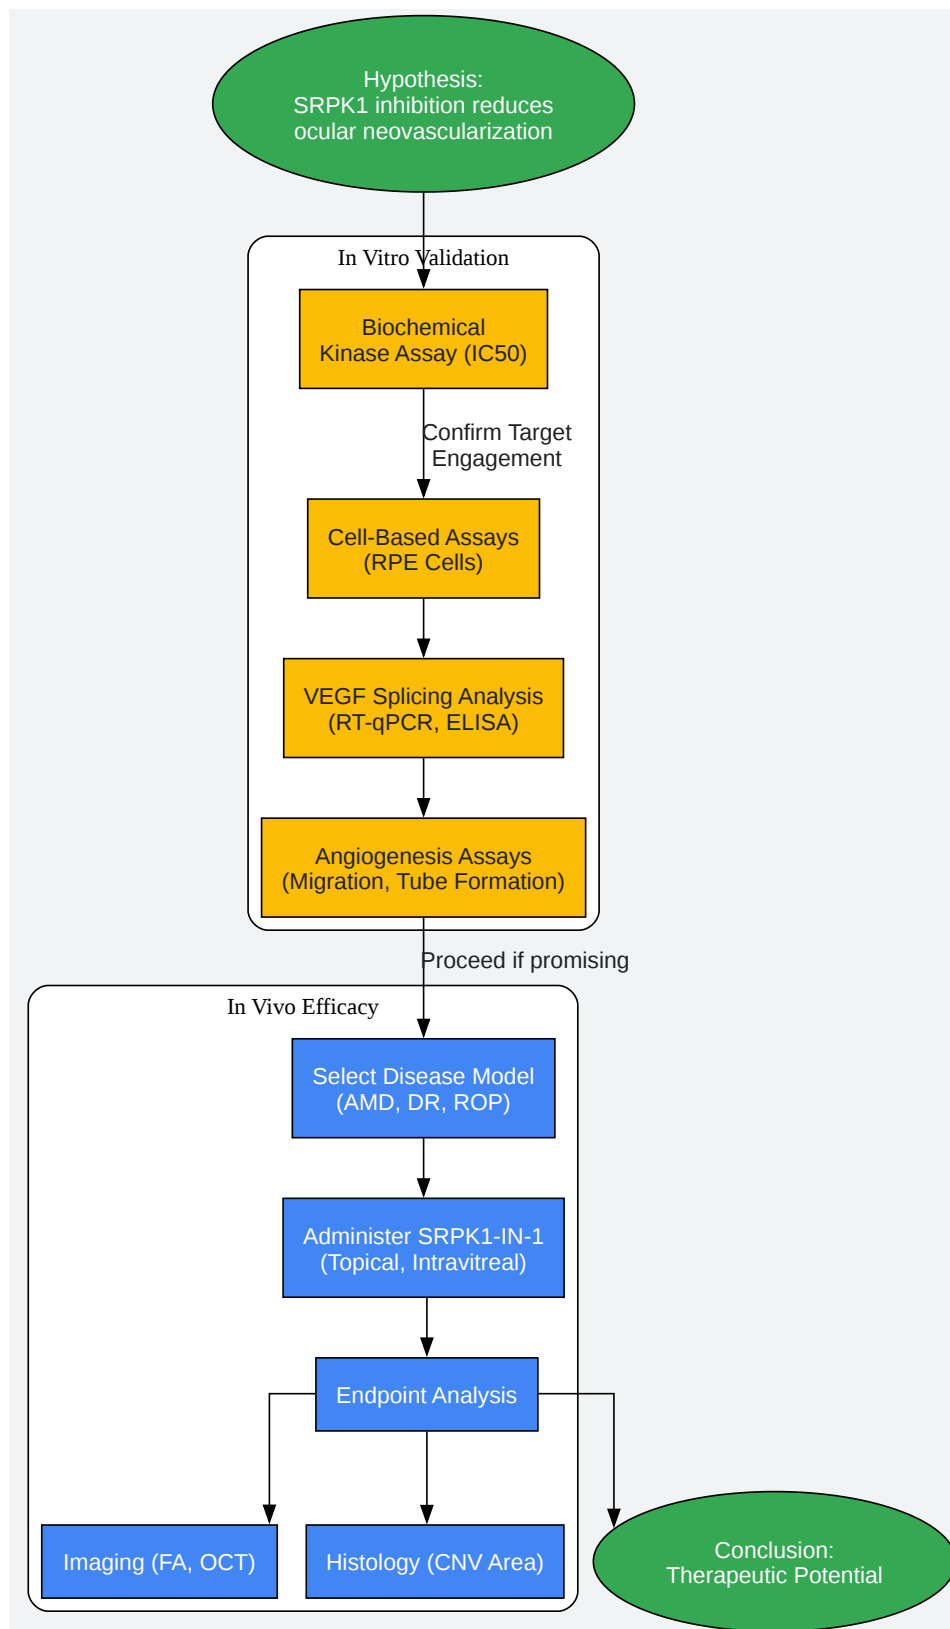 Hypothesis:
SRPK1 inhibition reduces
ocular neovascularization
In Vitro Validation
Biochemical
Kinase Assay (IC50)
Confirm Target
Engagement
Cell-Based Assays
(RPE Cells)
VEGF Splicing Analysis
(RT-qPCR, ELISA)
Angiogenesis Assays
(Migration, Tube Formation)
Proceed if promising
In Vivo Efficacy
Select Disease Model
(AMD, DR, ROP)
Administer SRPK1-IN-1
(Topical, Intravitreal)
Endpoint Analysis
Imaging (FA, OCT)
Histology (CNV Area)
Conclusion:
Therapeutic Potential